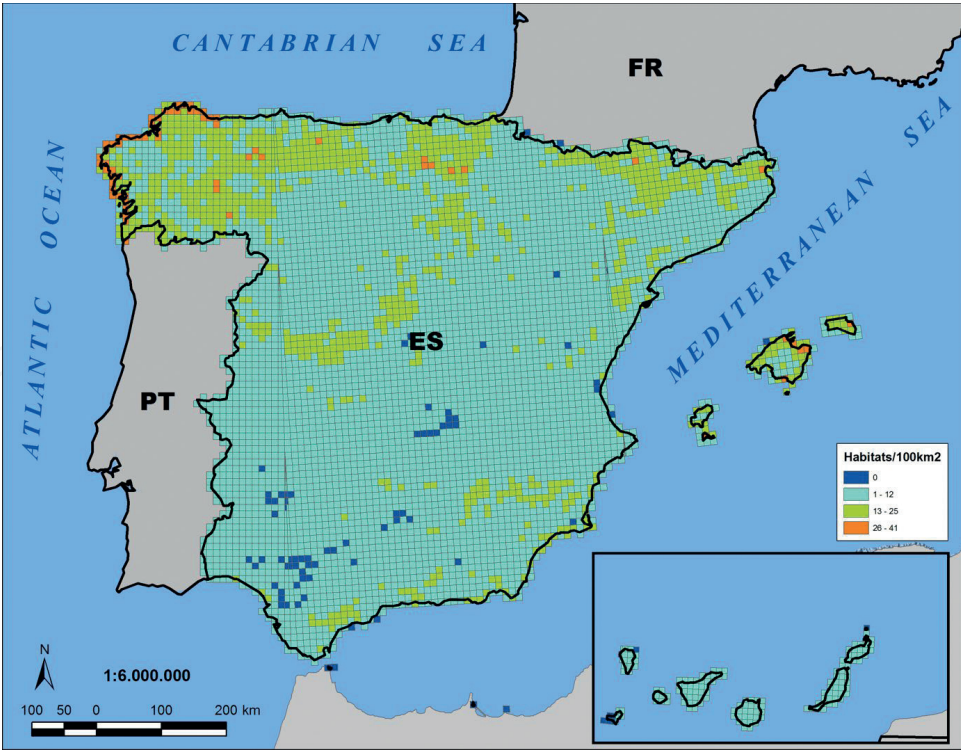 CANTABRIAN SEA
FR
ATLANTIC OCEAN
MEDITERRANEAN SEA
ES
PT
Habitats/100km2
0
1 - 12
13 - 25
26 - 41
N
1:6.000.000
100 50 0 100 200 km